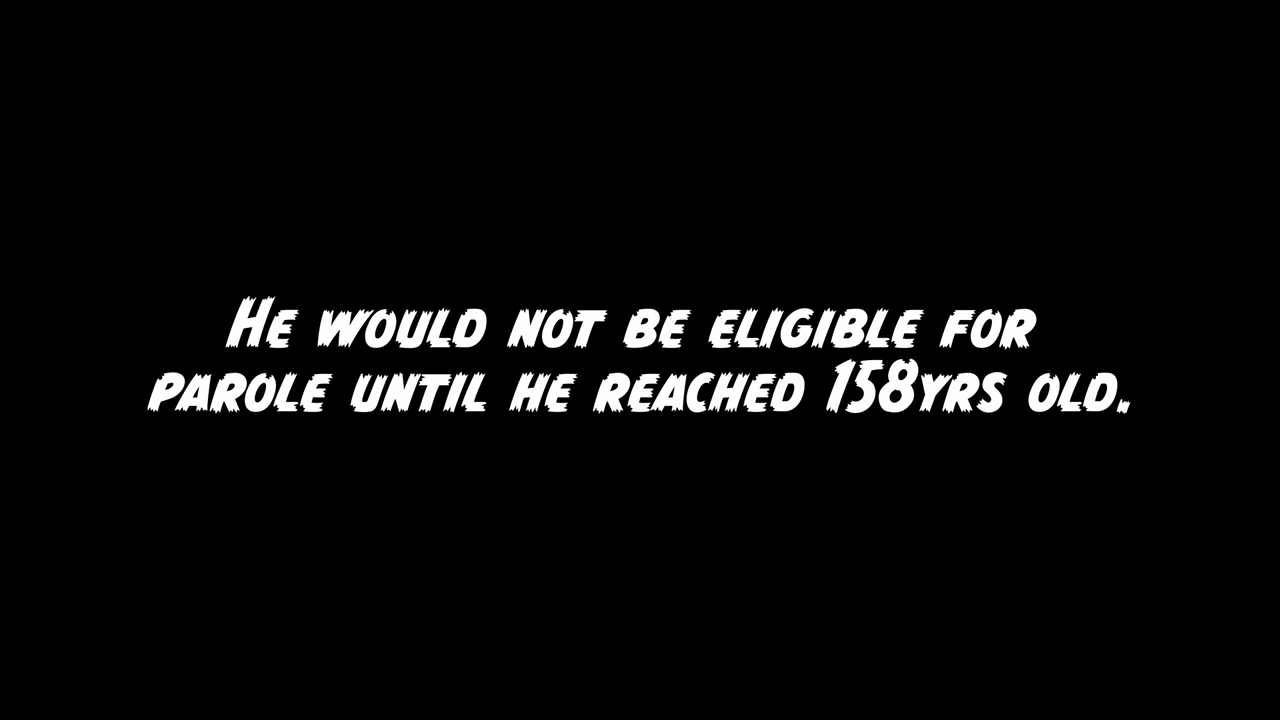 He would not be eligible for
parole until he reached 158yrs old.